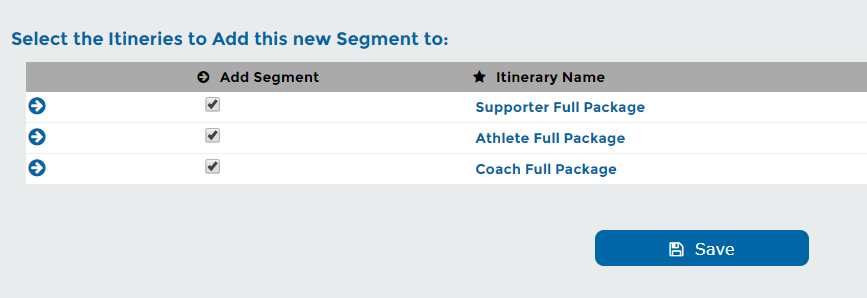 Select the Itineries to Add this new Segment to:
Add Segment Itinerary Name
Supporter Full Package
Athlete Full Package
Coach Full Package
Save